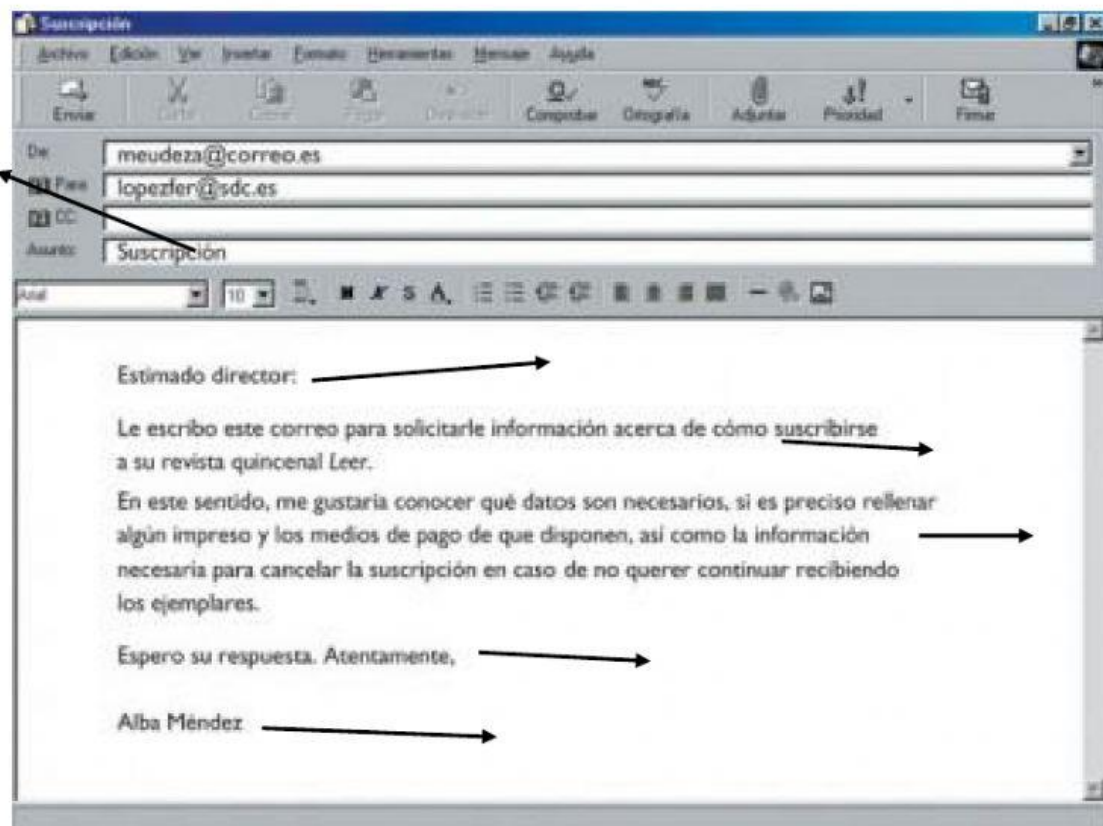 Suscripción
Archivo Edición Ver Insertar Formato Herramientas Mensaje Ayuda
Enviar Cortar Copiar Pegar Deshacer Comprobar Ortografía Adjuntar Prioridad Firmar
De: meudeza@correo.es
Para: lopezfer@sdc.es
CC:
Asunto: Suscripción
Arial 10
Estimado director:
Le escribo este correo para solicitarle información acerca de cómo suscribirse
a su revista quincenal Leer.
En este sentido, me gustaría conocer qué datos son necesarios, si es preciso rellenar
algún impreso y los medios de pago de que disponen, así como la información
necesaria para cancelar la suscripción en caso de no querer continuar recibiendo
los ejemplares.
Espero su respuesta. Atentamente,
Alba Méndez